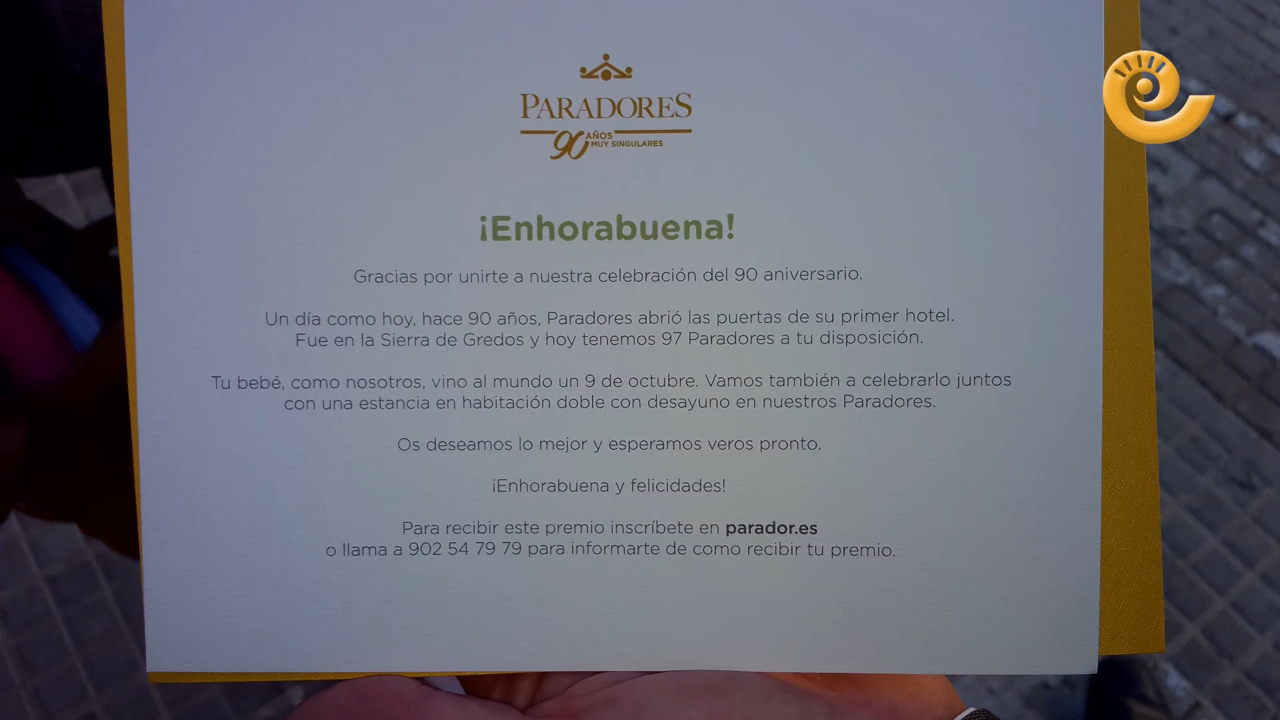 PARADORES
90 AÑOS
MUY SINGULARES
¡Enhorabuena!
Gracias por unirte a nuestra celebración del 90 aniversario.
Un día como hoy, hace 90 años, Paradores abrió las puertas de su primer hotel.
Fue en la Sierra de Gredos y hoy tenemos 97 Paradores a tu disposición.
Tu bebé, como nosotros, vino al mundo un 9 de octubre. Vamos también a celebrarlo juntos
con una estancia en habitación doble con desayuno en nuestros Paradores.
Os deseamos lo mejor y esperamos veros pronto.
¡Enhorabuena y felicidades!
Para recibir este premio inscríbete en parador.es
o llama a 902 54 79 79 para informarte de como recibir tu premio.